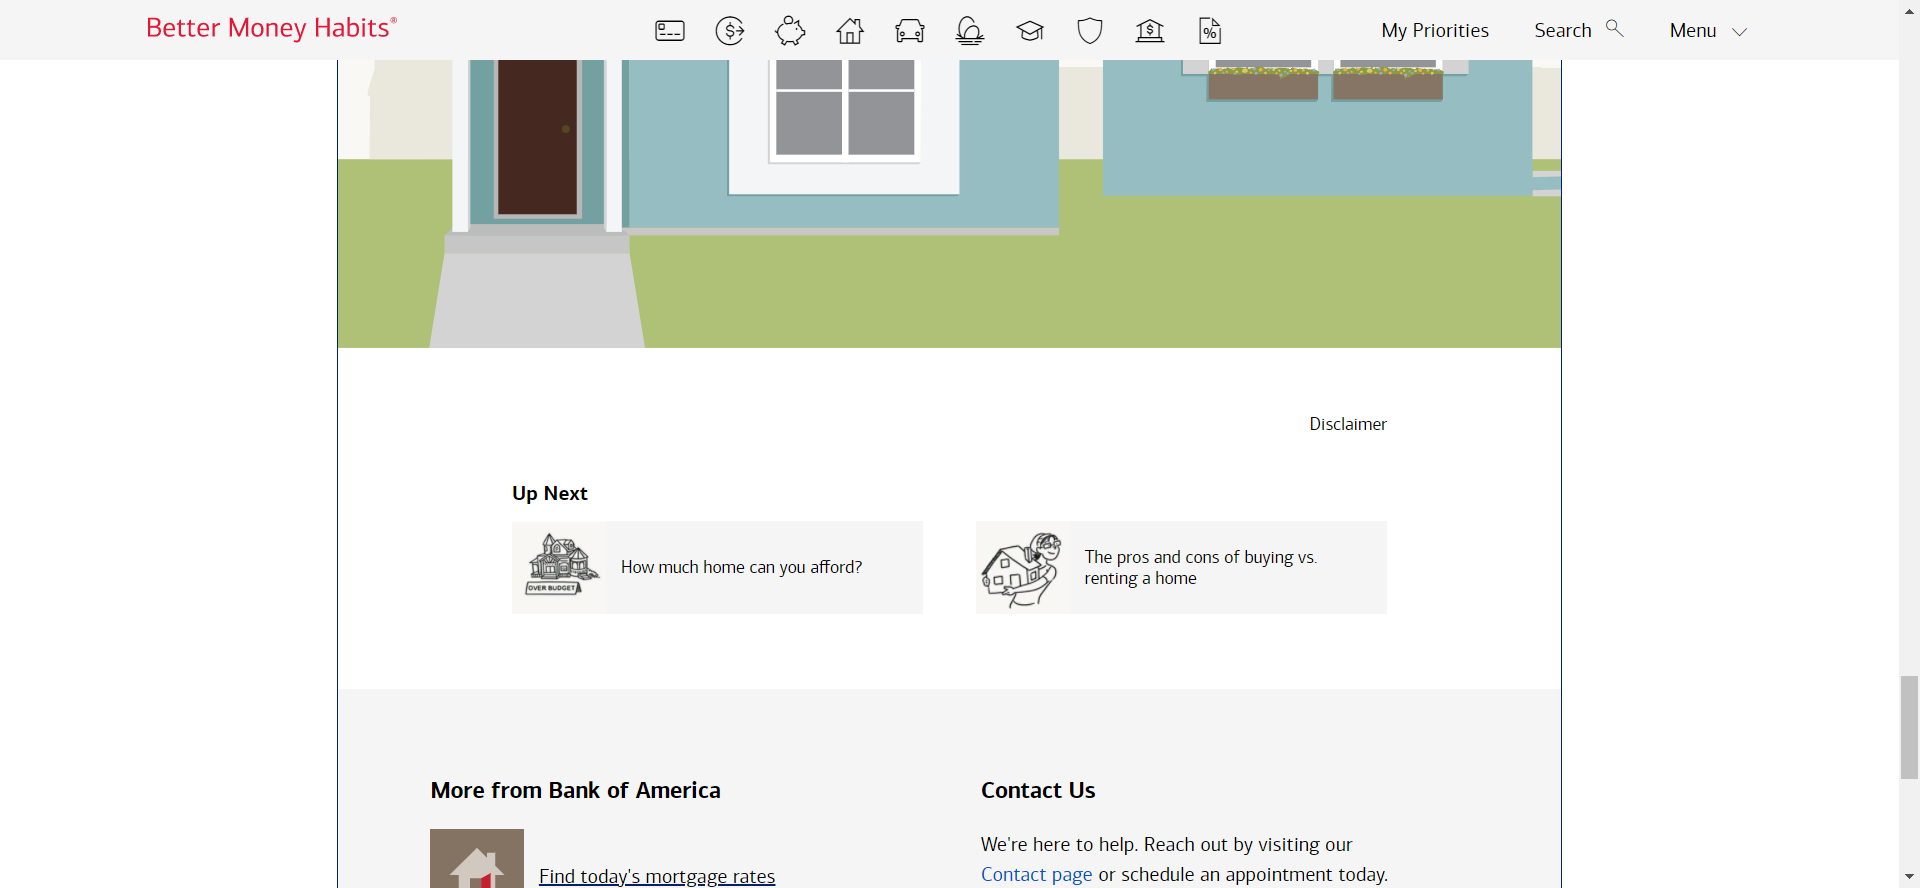 Better Money Habits®
My Priorities
Search
Menu
Disclaimer
Up Next
OVER BUDGET
How much home can you afford?
The pros and cons of buying vs.
renting a home
More from Bank of America
Find today's mortgage rates
Contact Us
We're here to help. Reach out by visiting our
Contact page or schedule an appointment today.